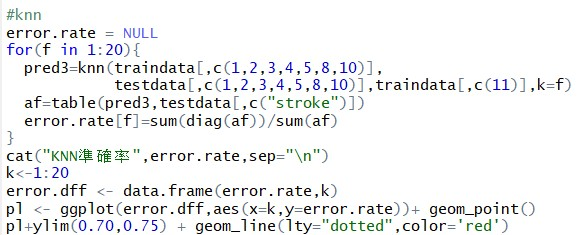 #knn
error.rate = NULL
for(f in 1:20){
  pred3=knn(traindata[,c(1,2,3,4,5,8,10)],
            testdata[,c(1,2,3,4,5,8,10)],traindata[,c(11)],k=f)
  af=table(pred3,testdata[,c("stroke")])
  error.rate[f]=sum(diag(af))/sum(af)
}
cat("KNN準確率",error.rate,sep="\n")
k<-1:20
error.dff <- data.frame(error.rate,k)
pl <- ggplot(error.dff,aes(x=k,y=error.rate))+ geom_point()
pl+ylim(0.70,0.75) + geom_line(lty="dotted",color='red')